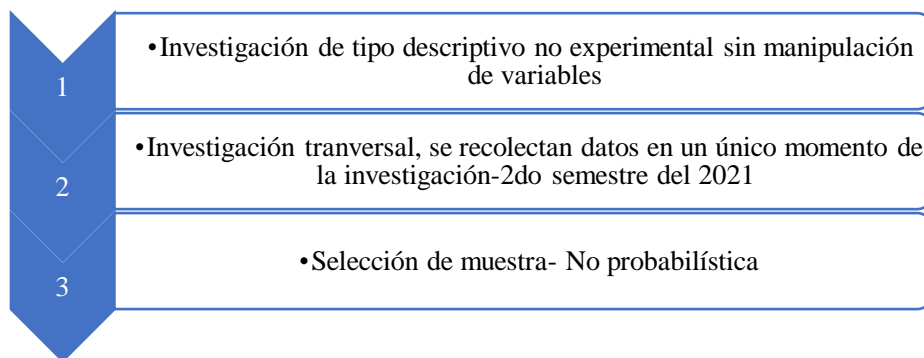 1
•Investigación de tipo descriptivo no experimental sin manipulación
de variables
2
•Investigación tranversal, se recolectan datos en un único momento de
la investigación-2do semestre del 2021
3
•Selección de muestra- No probabilística